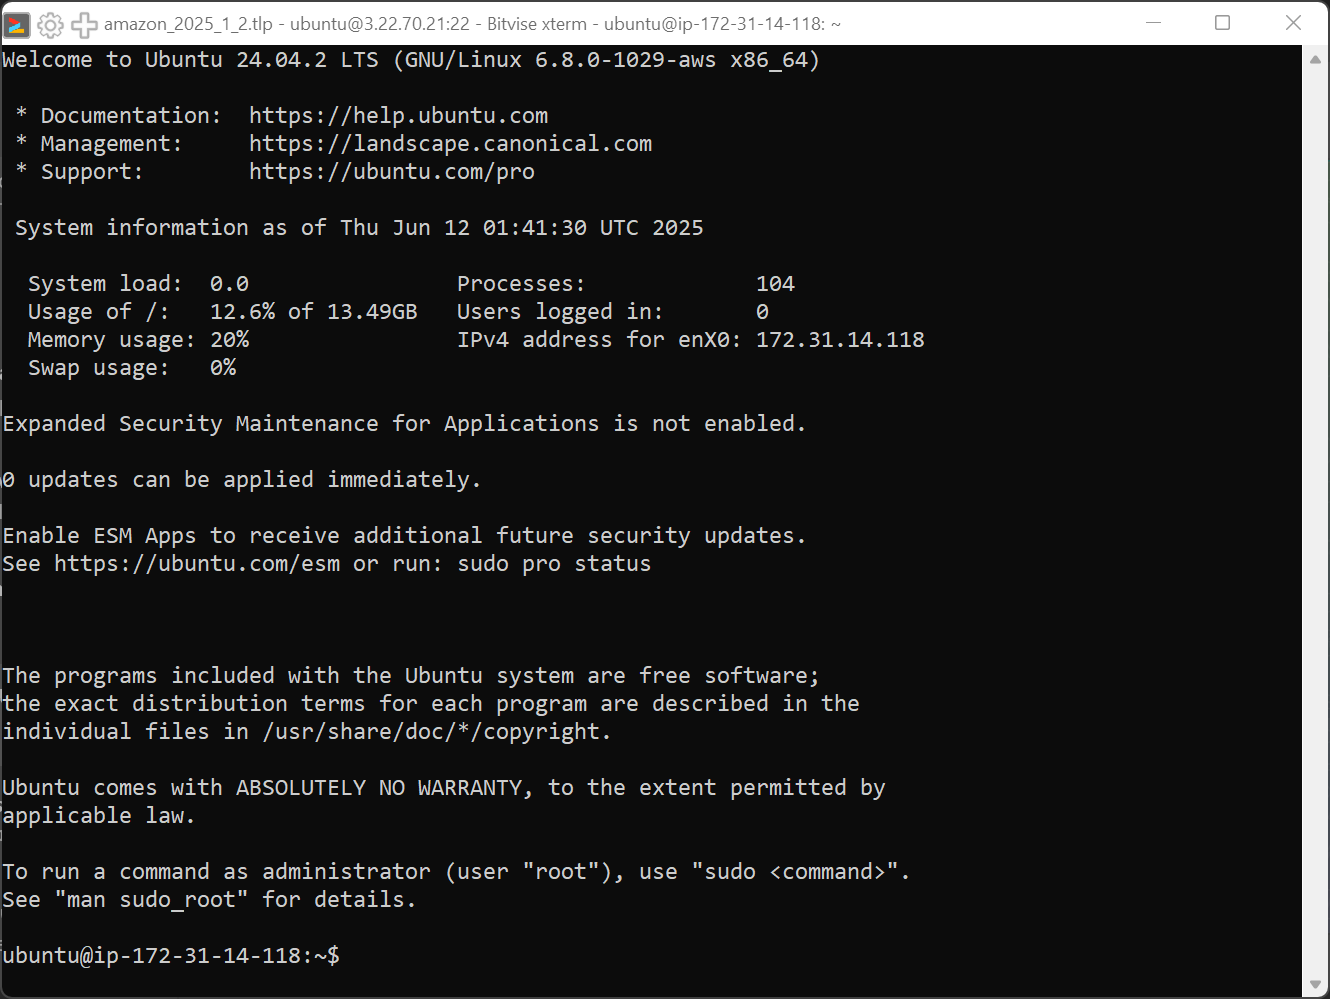 amazon_2025_1_2.tlp - ubuntu@3.22.70.21:22 - Bitvise xterm - ubuntu@ip-172-31-14-118: ~
Welcome to Ubuntu 24.04.2 LTS (GNU/Linux 6.8.0-1029-aws x86_64)
* Documentation:  https://help.ubuntu.com
* Management:     https://landscape.canonical.com
* Support:        https://ubuntu.com/pro
System information as of Thu Jun 12 01:41:30 UTC 2025
System load:  0.0                Processes:             104
Usage of /:   12.6% of 13.49GB   Users logged in:       0
Memory usage: 20%                IPv4 address for enX0: 172.31.14.118
Swap usage:   0%
Expanded Security Maintenance for Applications is not enabled.
0 updates can be applied immediately.
Enable ESM Apps to receive additional future security updates.
See https://ubuntu.com/esm or run: sudo pro status
The programs included with the Ubuntu system are free software;
the exact distribution terms for each program are described in the
individual files in /usr/share/doc/*/copyright.
Ubuntu comes with ABSOLUTELY NO WARRANTY, to the extent permitted by
applicable law.
To run a command as administrator (user "root"), use "sudo <command>".
See "man sudo_root" for details.
ubuntu@ip-172-31-14-118:~$